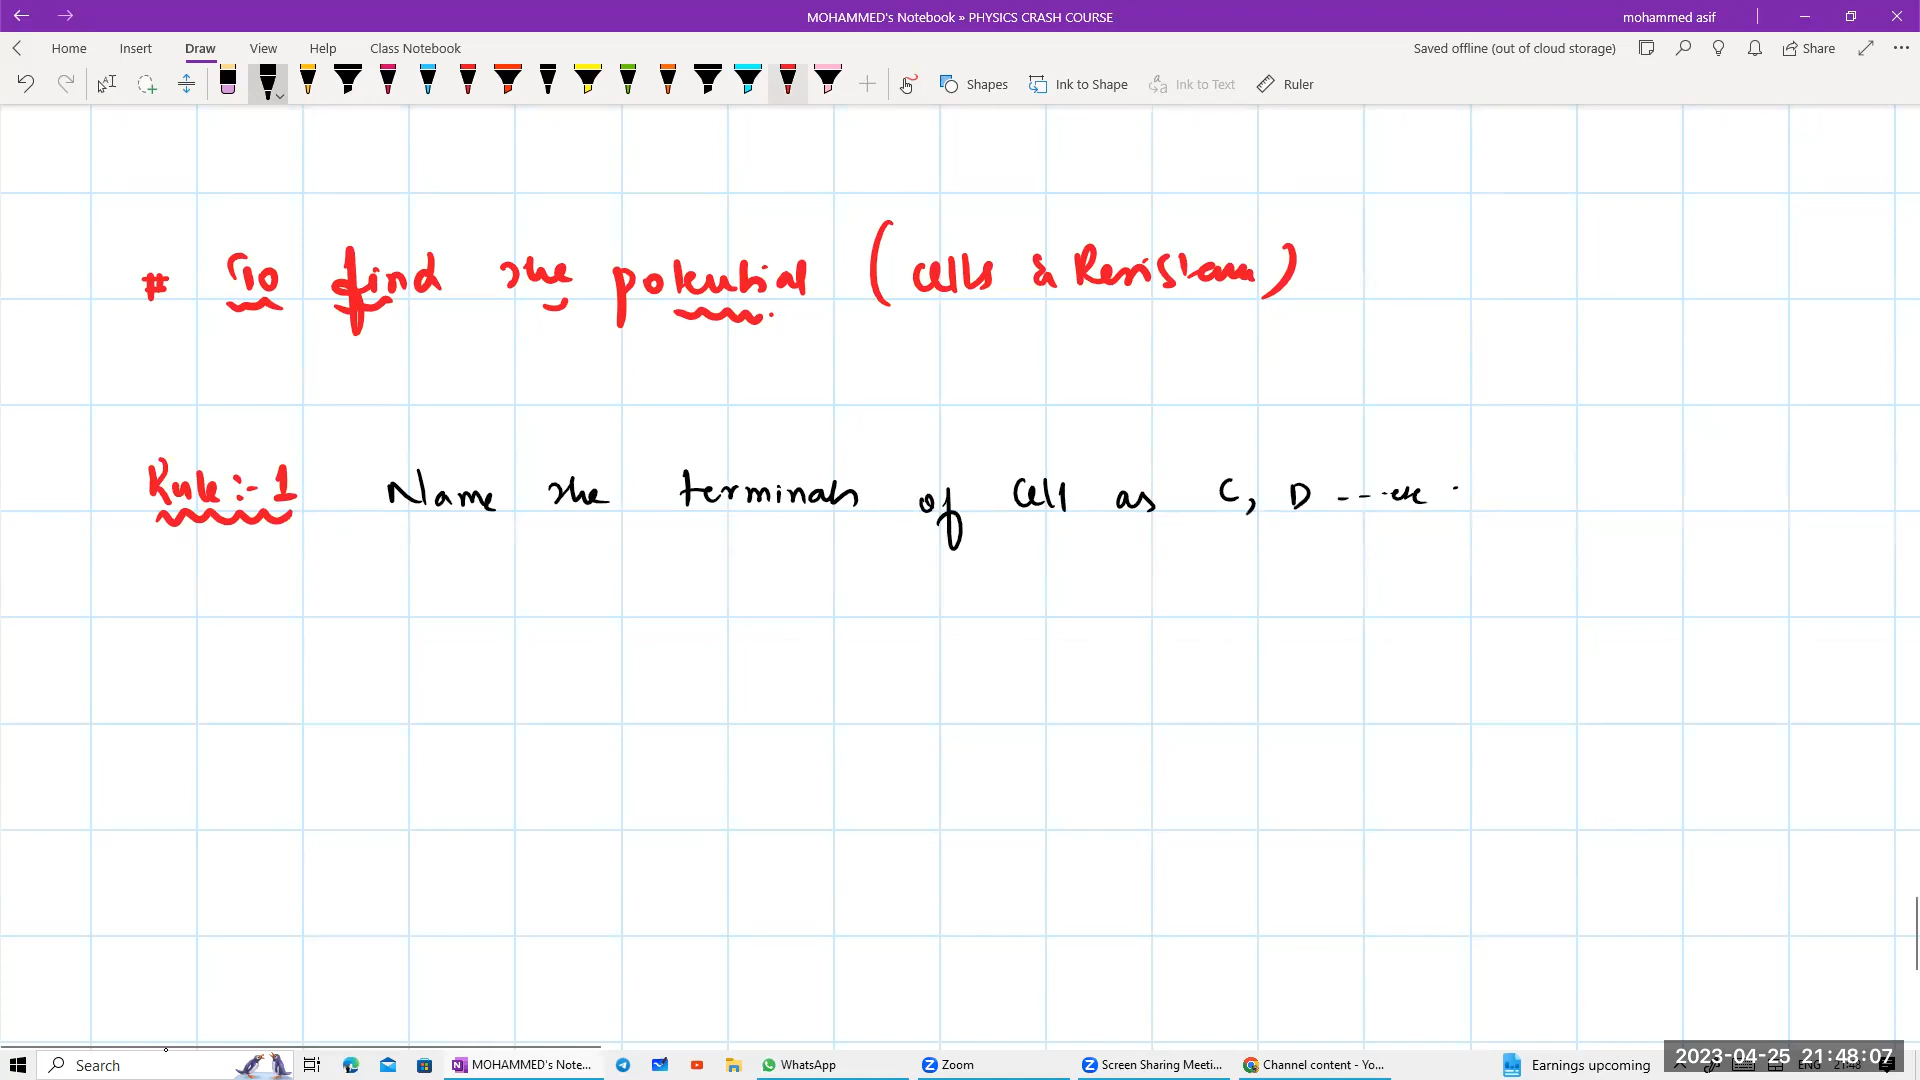 MOHAMMED's Notebook » PHYSICS CRASH COURSE
mohammed asif
Home Insert Draw View Help Class Notebook
Saved offline (out of cloud storage)
Share
Shapes Ink to Shape Ink to Text Ruler
# To find the potential (cells & Resistance)
Rule:- 1 Name the terminals of cell as C, D ---etc.
Search
MOHAMMED's Note...
WhatsApp
Zoom
Screen Sharing Meeti...
Channel content - Yo...
Earnings upcoming
2023-04-25 21:48:07